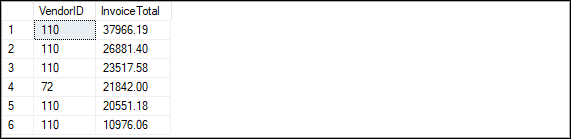 VendorID InvoiceTotal
1 110 37966.19
2 110 26881.40
3 110 23517.58
4 72 21842.00
5 110 20551.18
6 110 10976.06